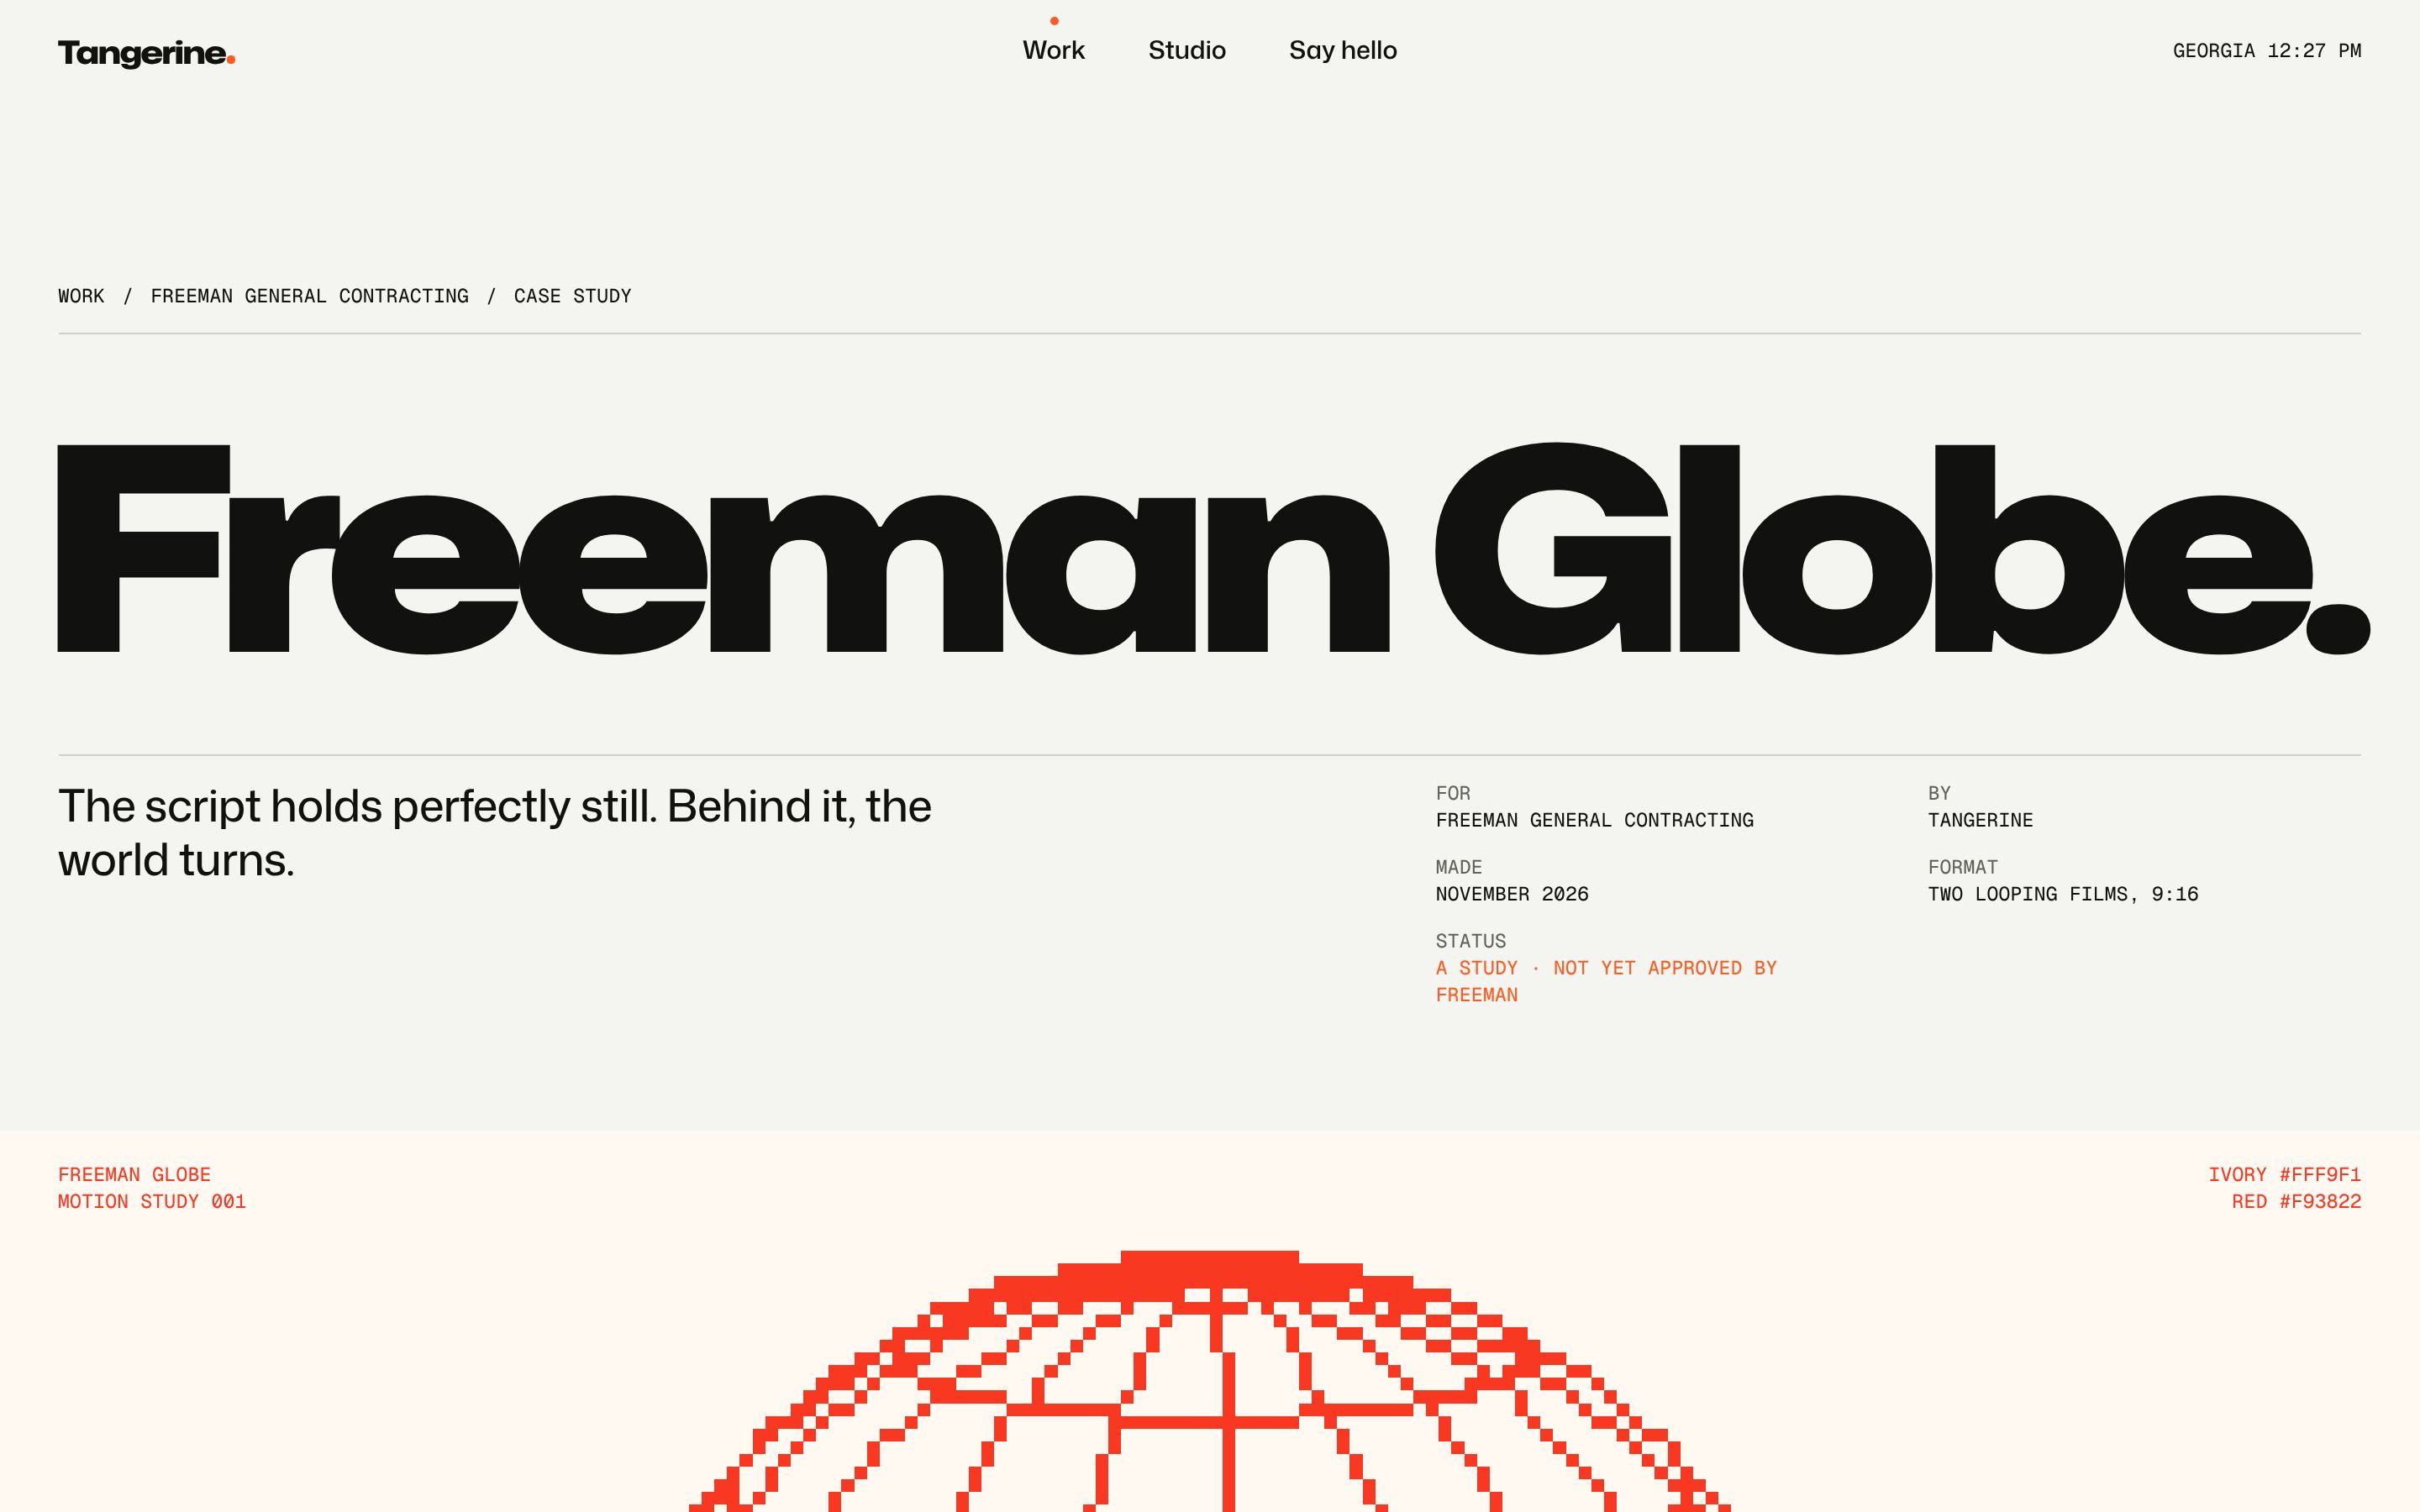 Tangerine.
Work
Studio
Say hello
GEORGIA 12:27 PM
WORK / FREEMAN GENERAL CONTRACTING / CASE STUDY
Freeman Globe.
The script holds perfectly still. Behind it, the
world turns.
FOR
FREEMAN GENERAL CONTRACTING
BY
TANGERINE
MADE
NOVEMBER 2026
FORMAT
TWO LOOPING FILMS, 9:16
STATUS
A STUDY · NOT YET APPROVED BY
FREEMAN
FREEMAN GLOBE
MOTION STUDY 001
IVORY #FFF9F1
RED #F93822